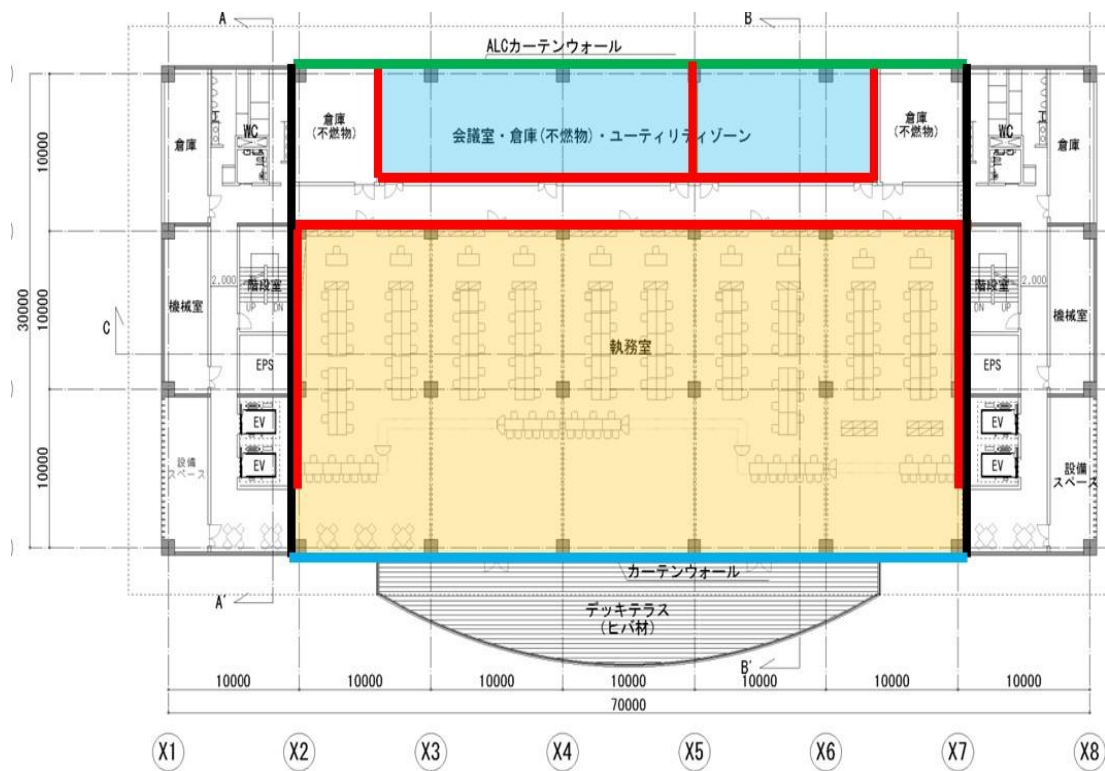 A
B
ALCカーテンウォール
倉庫
WC
倉庫
(不燃物)
会議室・倉庫(不燃物)・ユーティリティゾーン
倉庫
(不燃物)
WC
倉庫
10000
30000
10000
10000
C
機械室
2,000
階段室
UP
DN
EPS
EV
EV
設備
スペース
執務室
階段室
2,000
UP
DN
機械室
EPS
EV
EV
設備
スペース
A'
カーテンウォール
デッキテラス
(ヒバ材)
B'
10000
10000
10000
10000
10000
10000
10000
70000
X1
X2
X3
X4
X5
X6
X7
X8